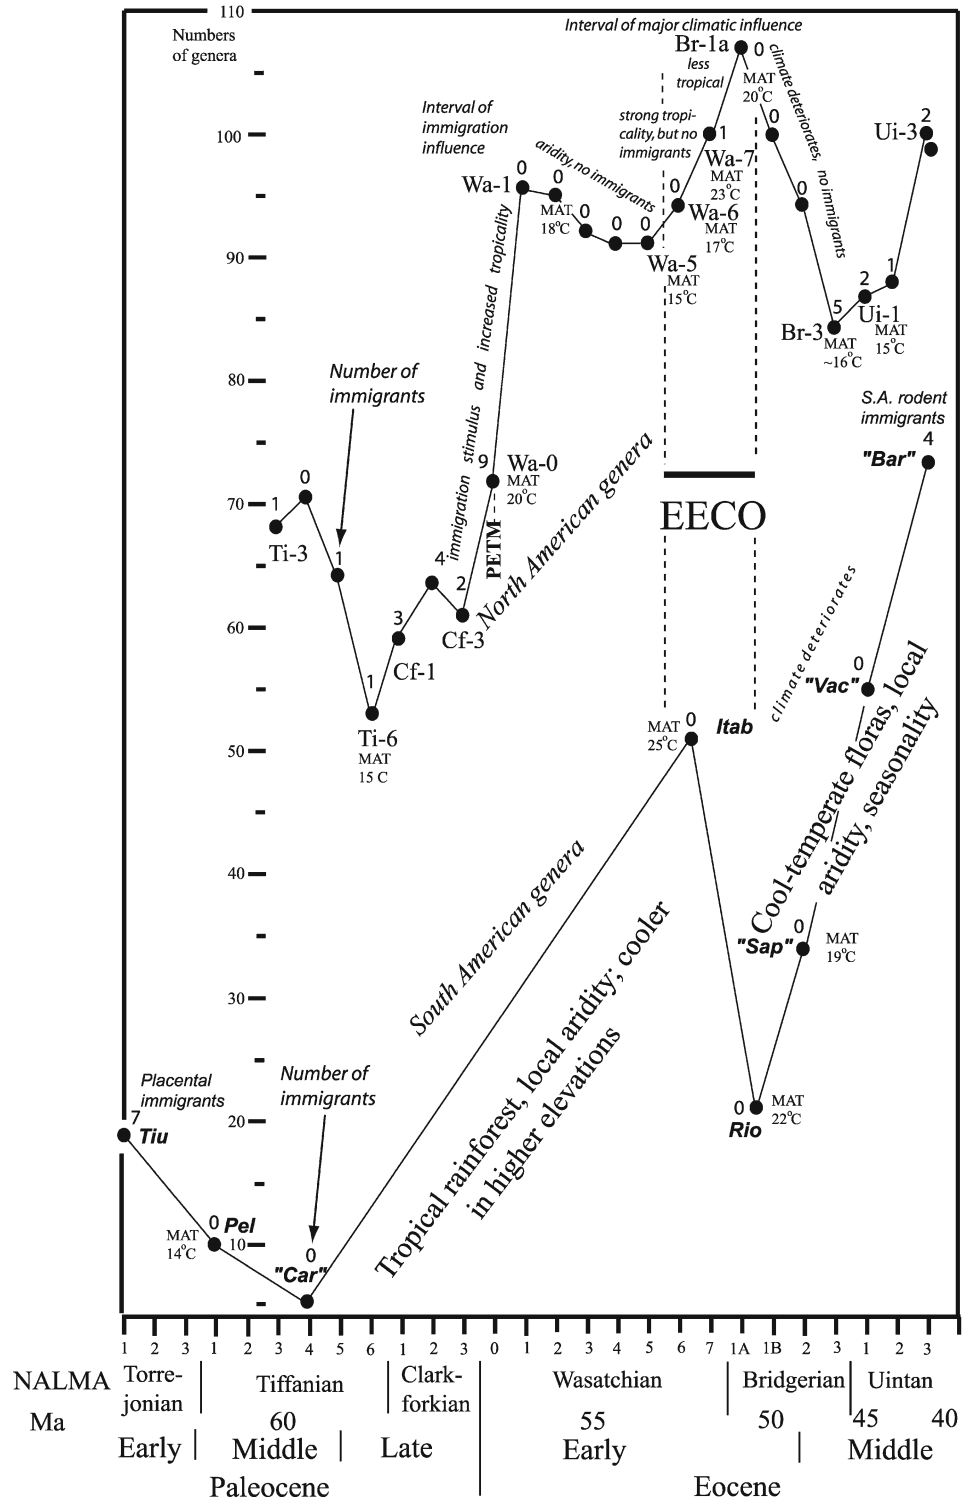 110
Numbers
of genera
Interval of major climatic influence
Br-1a
0
less
tropical
MAT
20°C
climate deteriorates, no immigrants
Interval of
immigration
influence
aridity, no immigrants
strong tropi-
cality, but no
immigrants
100
1
0
Wa-7
MAT
23°C
Ui-3
2
Wa-1
0
0
MAT
18°C
0
0
0
0
Wa-6
MAT
17°C
0
90
Wa-5
MAT
15°C
5
2
1
Br-3
MAT
~16°C
Ui-1
MAT
15°C
immigration stimulus and increased tropicality
80
Number of
immigrants
S.A. rodent
immigrants
4
"Bar"
9
Wa-0
MAT
20°C
PETM
70
1
0
Ti-3
1
North American genera
EECO
4
2
Cf-3
60
3
Cf-1
1
Ti-6
MAT
15 C
climate deteriorates
0
"Vac"
50
MAT
25°C
0
Itab
40
South American genera
Tropical rainforest, local aridity; cooler
in higher elevations
Cool-temperate floras, local
aridity, seasonality
0
"Sap"
MAT
19°C
30
Placental
immigrants
7
Tiu
Number of
immigrants
20
0
Rio
MAT
22°C
MAT
14°C
0
Pel
10
0
"Car"
1 2 3 1 2 3 4 5 6 1 2 3 0 1 2 3 4 5 6 7 1A 1B 2 3 1 2 3
NALMA
Torre-
jonian
Tiffanian
Clark-
forkian
Wasatchian
Bridgerian
Uintan
Ma
60
55
50
45
40
Early
Middle
Late
Early
Middle
Paleocene
Eocene